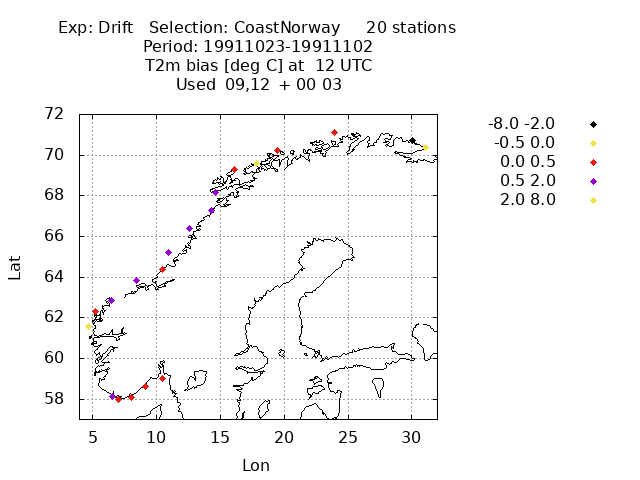 Exp: Drift   Selection: CoastNorway     20 stations
Period: 19911023-19911102
T2m bias [deg C] at  12 UTC
Used  09,12  + 00 03
72
70
68
66
64
62
60
58
Lat
5 10 15 20 25 30
Lon
-8.0 -2.0
-0.5 0.0
0.0 0.5
0.5 2.0
2.0 8.0